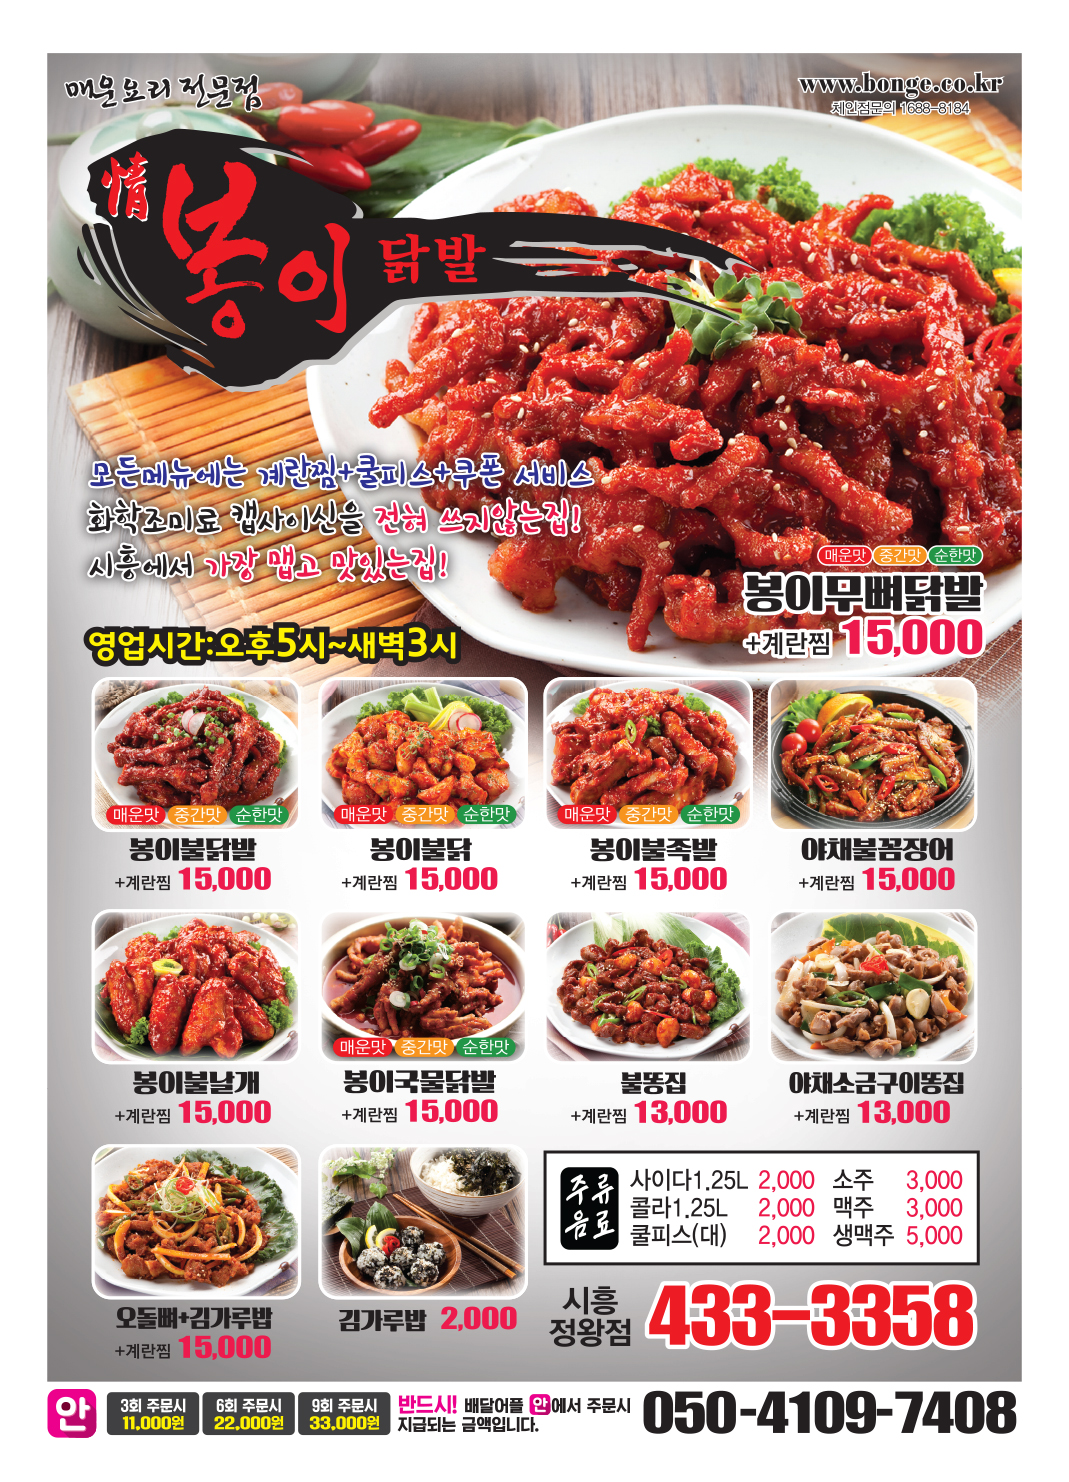 매운요리 전문점
www.bonge.co.kr
체인점문의 1688-8184
情
봉이
닭발
모든메뉴에는 계란찜+쿨피스+쿠폰 서비스
화학조미료 캡사이신을 전혀 쓰지않는집!
시흥에서 가장 맵고 맛있는집!
영업시간:오후5시~새벽3시
매운맛 중간맛 순한맛
봉이무뼈닭발
+계란찜 15,000
매운맛 중간맛 순한맛
봉이불닭발
+계란찜 15,000
매운맛 중간맛 순한맛
봉이불닭
+계란찜 15,000
매운맛 중간맛 순한맛
봉이불족발
+계란찜 15,000
야채불꼼장어
+계란찜 15,000
봉이불날개
+계란찜 15,000
매운맛 중간맛 순한맛
봉이국물닭발
+계란찜 15,000
불똥집
+계란찜 13,000
야채소금구이똥집
+계란찜 13,000
오돌뼈+김가루밥
+계란찜 15,000
김가루밥 2,000
주류
음료
사이다1.25L 2,000 소주 3,000
콜라1.25L 2,000 맥주 3,000
쿨피스(대) 2,000 생맥주 5,000
시흥
정왕점
433-3358
안
3회 주문시
11,000원
6회 주문시
22,000원
9회 주문시
33,000원
반드시! 배달어플 안에서 주문시
지급되는 금액입니다.
050-4109-7408